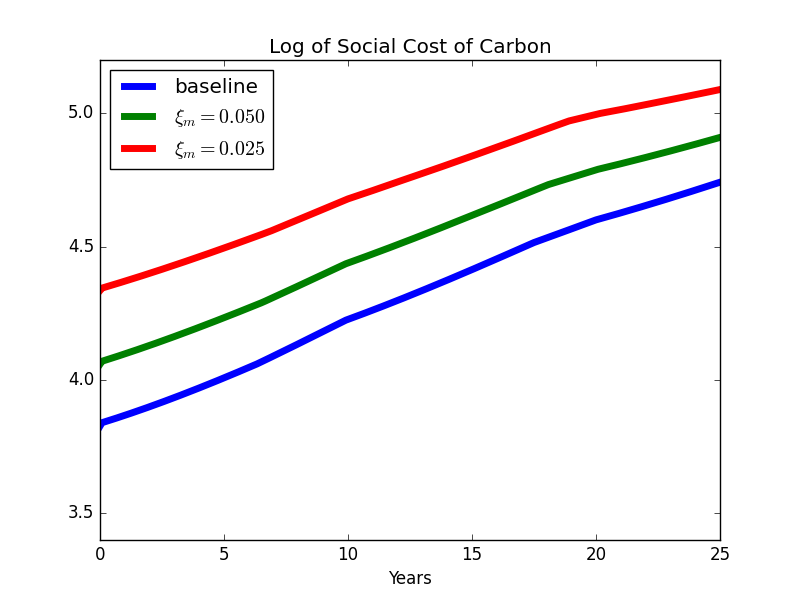 Log of Social Cost of Carbon
baseline
ξm = 0.050
ξm = 0.025
5.0
4.5
4.0
3.5
0 5 10 15 20 25
Years